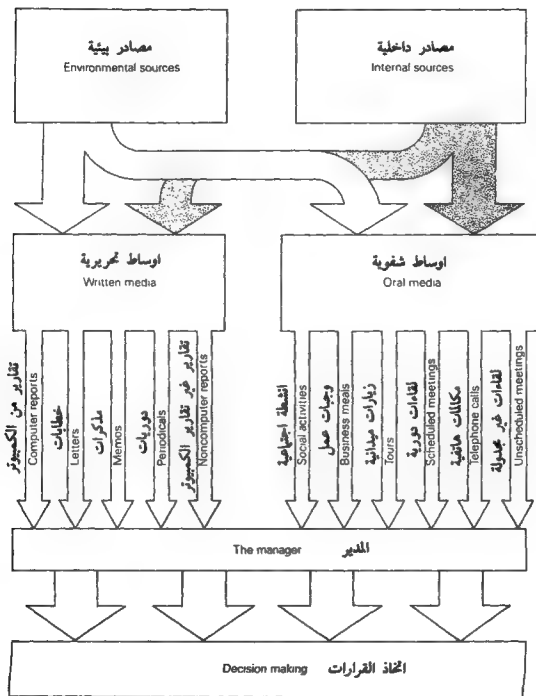 مصادر بيئية
Environmental sources
مصادر داخلية
Internal sources
اوساط تحريرية
Written media
اوساط شفوية
Oral media
تقارير من الكمبيوتر
Computer reports
خطابات
Letters
مذكرات
Memos
دوريات
Periodicals
تقارير غير تقارير الكمبيوتر
Noncomputer reports
انشطة اجتماعية
Social activities
وجبات عمل
Business meals
زيارات ميدانية
Tours
لقاءات دورية
Scheduled meetings
مكالمات هاتفية
Telephone calls
لقاءات غير مجدولة
Unscheduled meetings
The manager المدير
Decision making اتخاذ القرارات